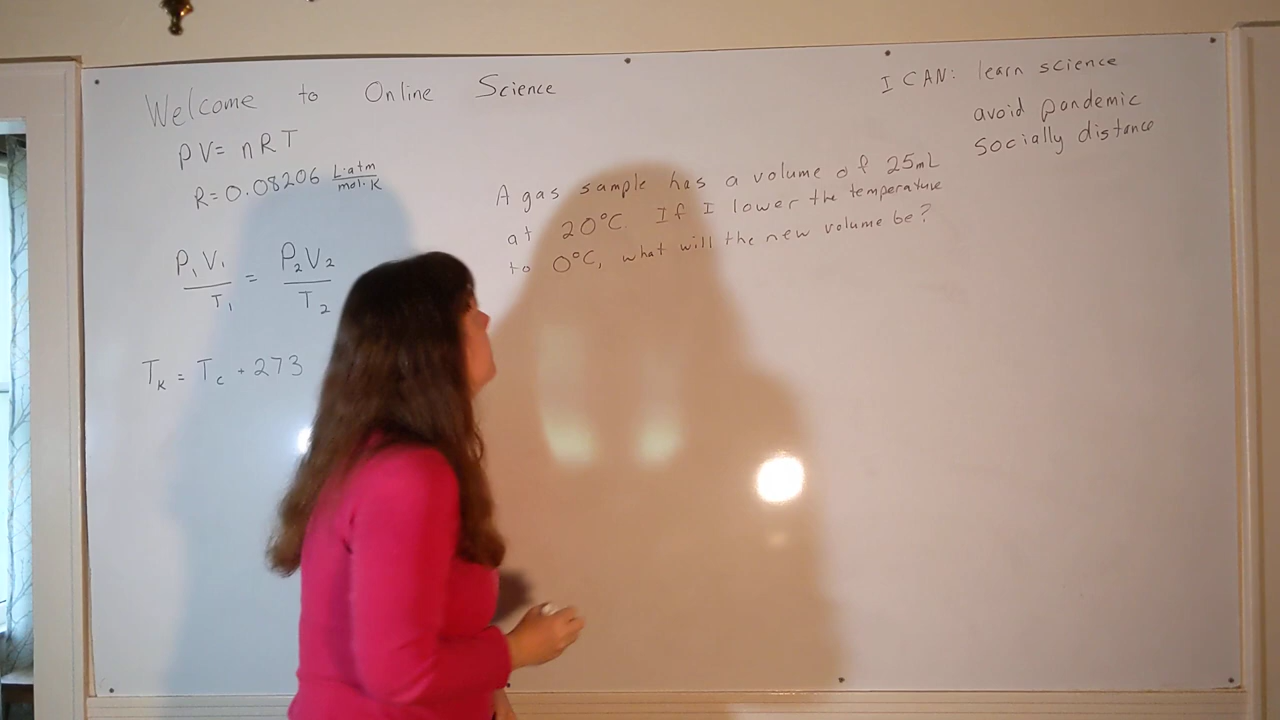 Welcome to Online Science
PV = nRT
R = 0.08206 L·atm / mol·K
P₁V₁ / T₁ = P₂V₂ / T₂
T_K = T_C + 273
A gas sample has a volume of 25mL
at 20°C. If I lower the temperature
to 0°C, what will the new volume be?
I CAN: learn science
avoid pandemic
Socially distance